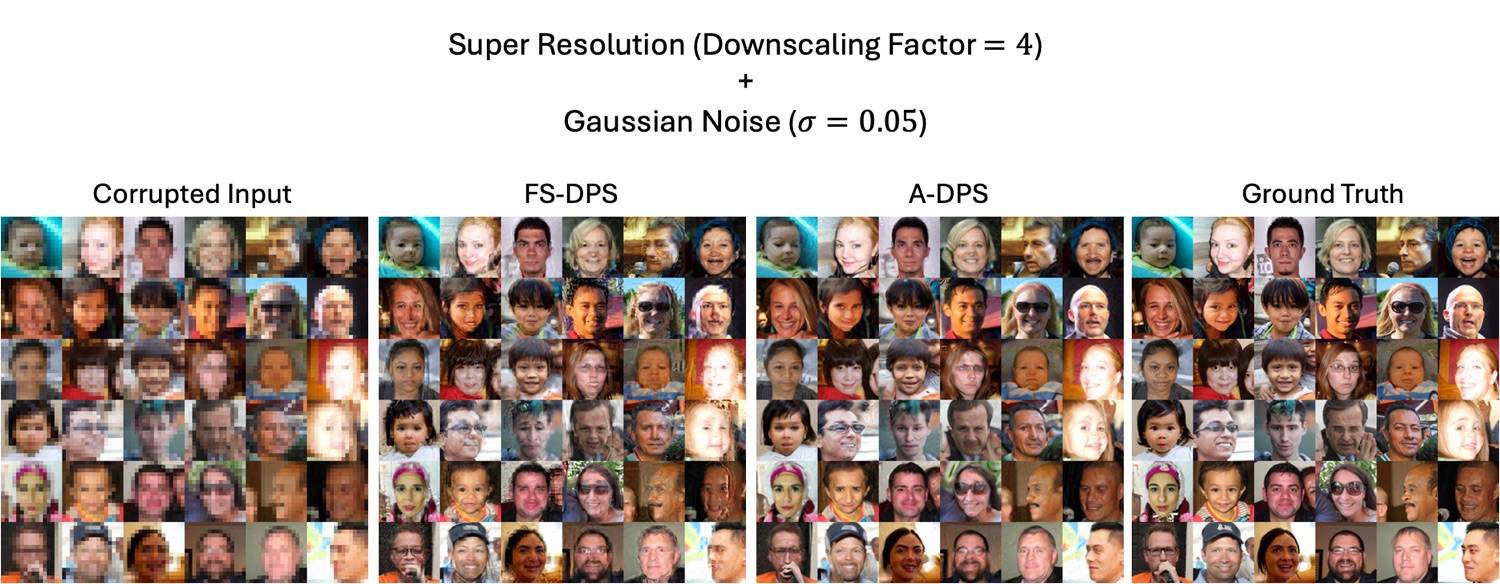 Super Resolution (Downscaling Factor = 4)
+
Gaussian Noise (σ = 0.05)
Corrupted Input
FS-DPS
A-DPS
Ground Truth